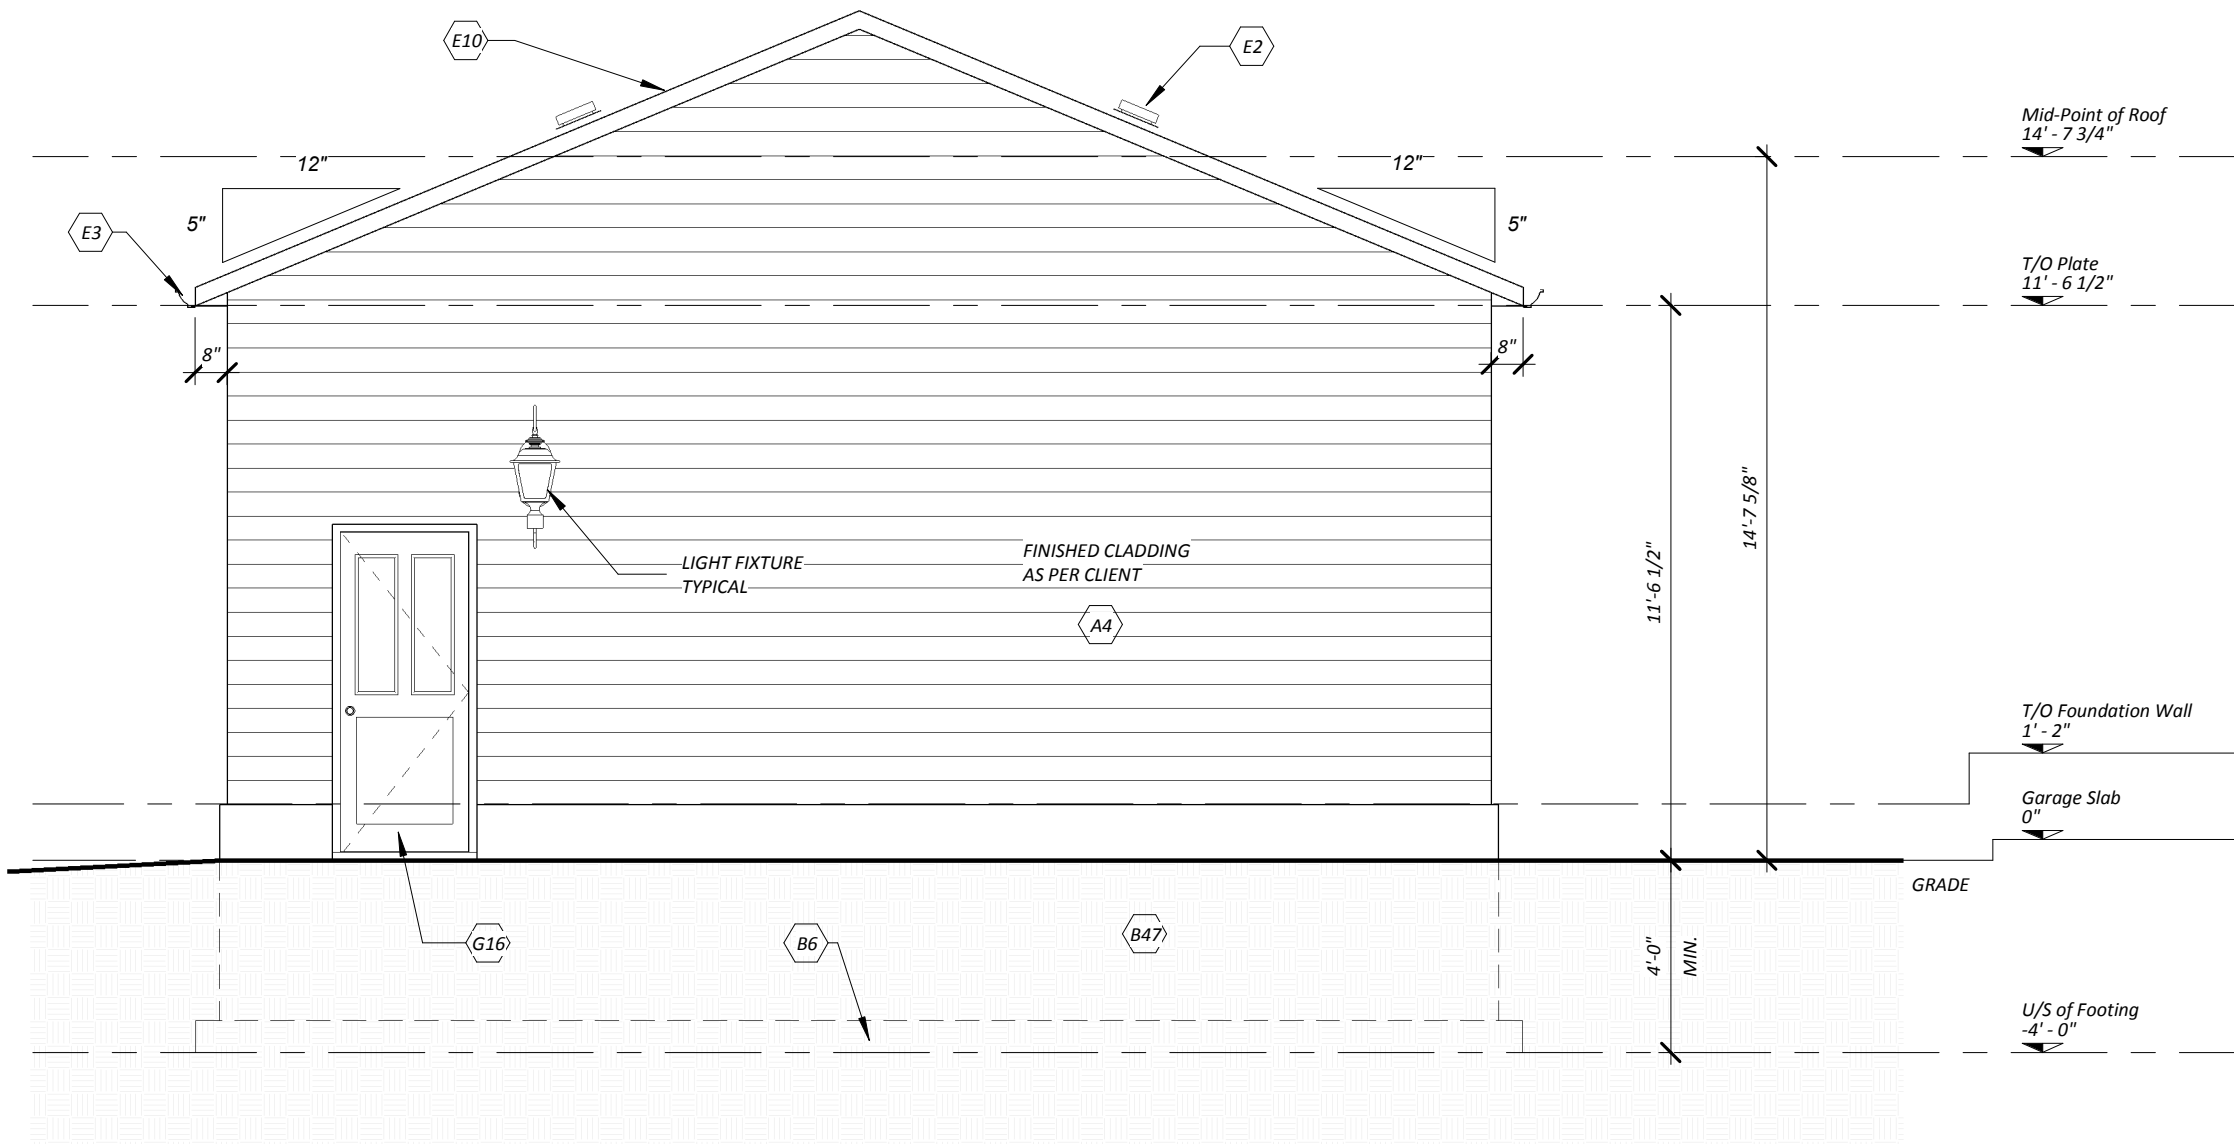 E10
E2
Mid-Point of Roof
14' - 7 3/4"
12"
12"
5"
5"
E3
T/O Plate
11' - 6 1/2"
8"
8"
14'-7 5/8"
11'-6 1/2"
LIGHT FIXTURE
TYPICAL
FINISHED CLADDING
AS PER CLIENT
A4
T/O Foundation Wall
1' - 2"
Garage Slab
0"
GRADE
G16
B6
B47
4'-0"
MIN.
U/S of Footing
-4' - 0"